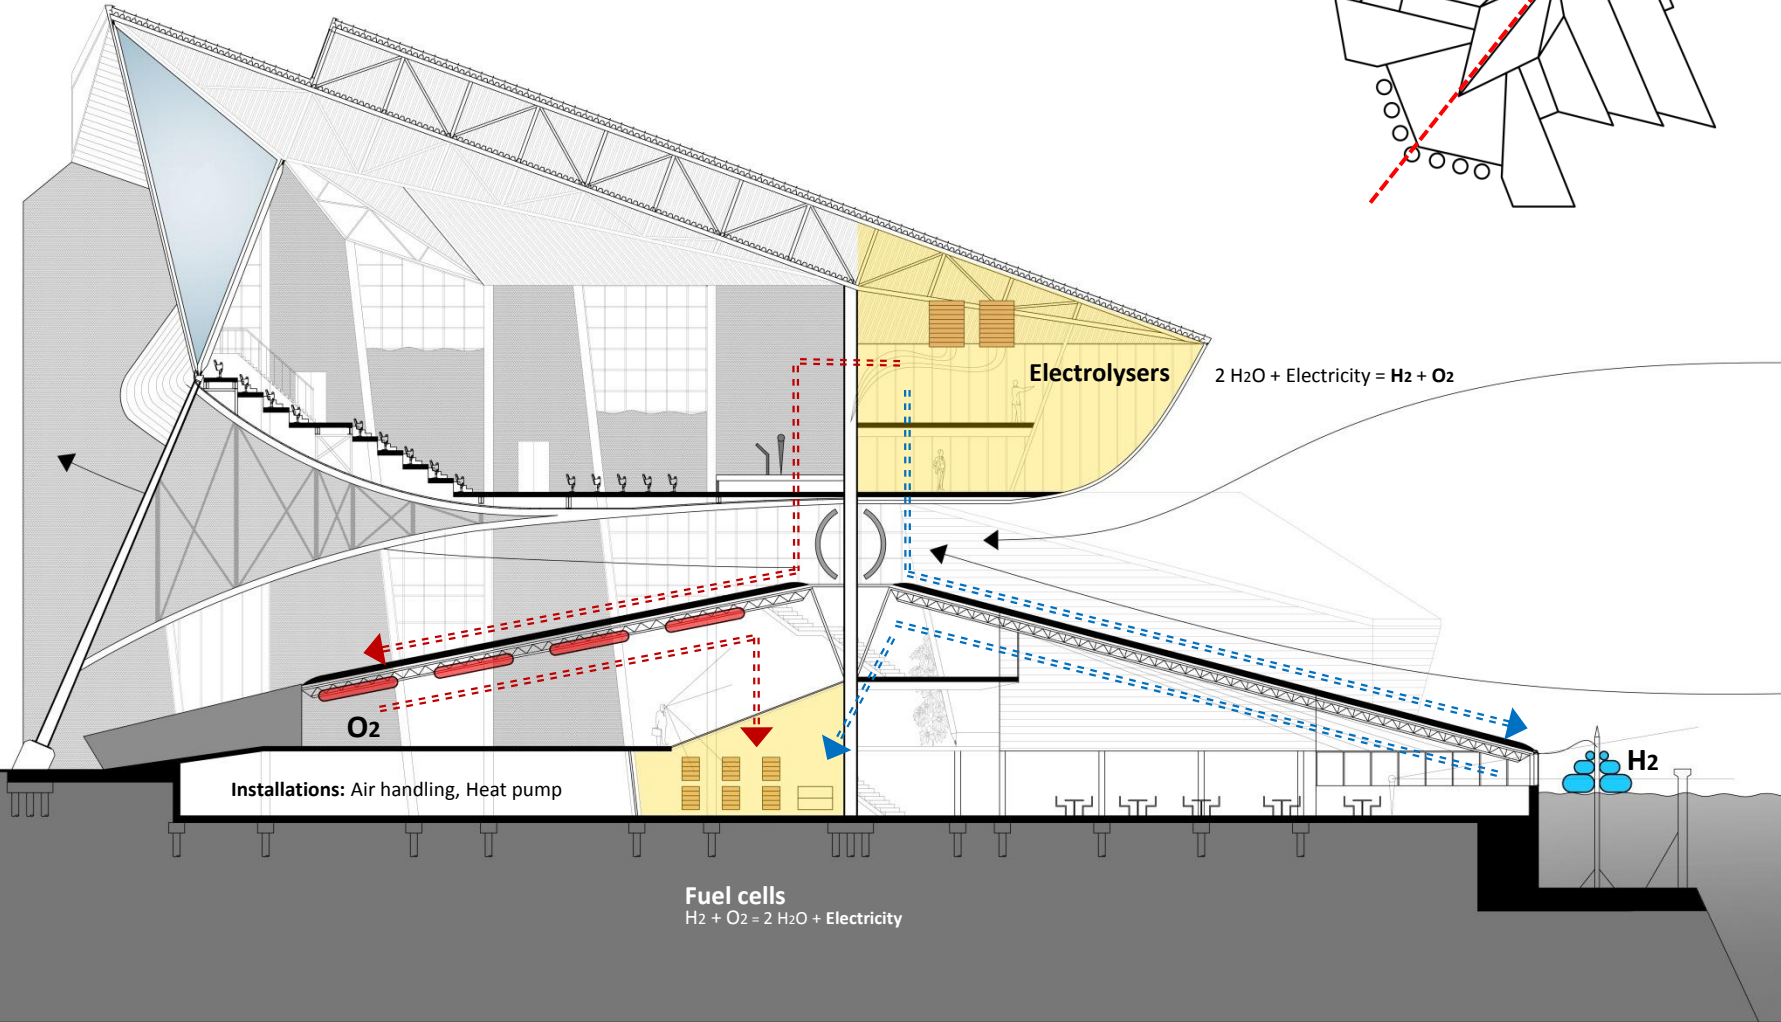 Electrolysers
2 H2O + Electricity = H2 + O2
O2
H2
Installations: Air handling, Heat pump
Fuel cells
H2 + O2 = 2 H2O + Electricity